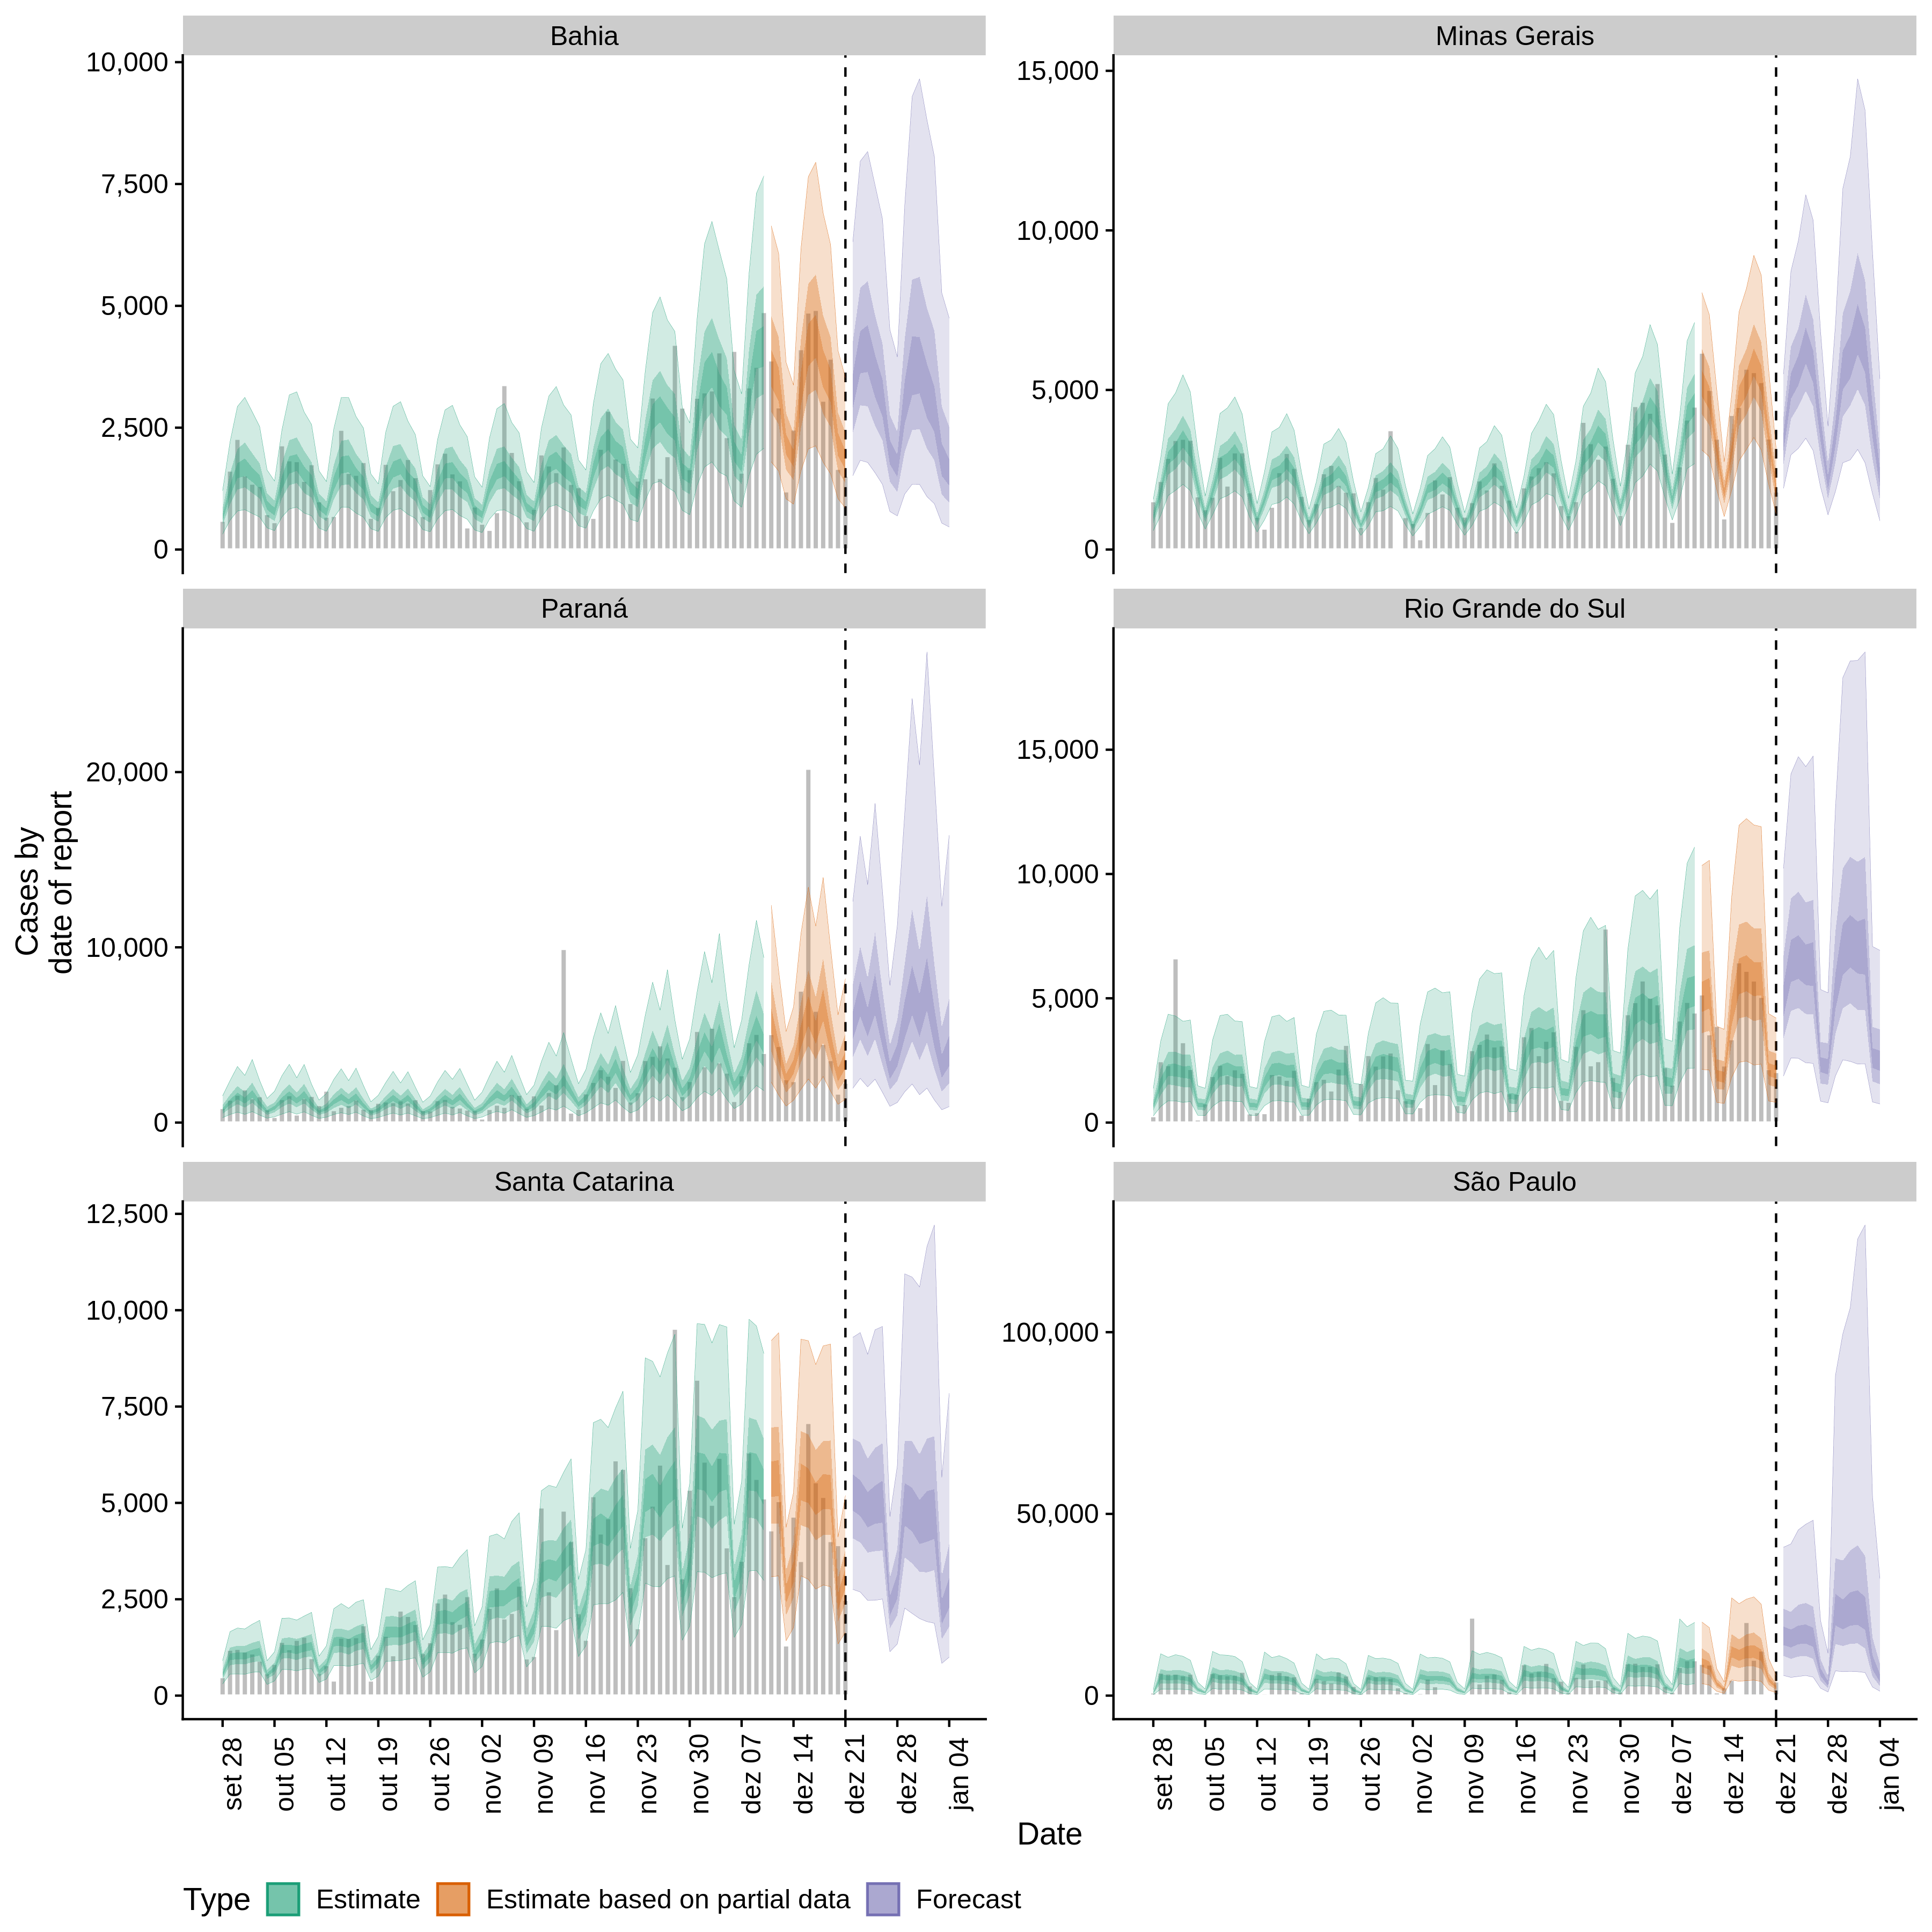 Bahia
Minas Gerais
10,000
7,500
5,000
2,500
0
15,000
10,000
5,000
0
Paraná
Rio Grande do Sul
20,000
10,000
0
15,000
10,000
5,000
0
Cases by
date of report
Santa Catarina
São Paulo
12,500
10,000
7,500
5,000
2,500
0
100,000
50,000
0
set 28
out 05
out 12
out 19
out 26
nov 02
nov 09
nov 16
nov 23
nov 30
dez 07
dez 14
dez 21
dez 28
jan 04
set 28
out 05
out 12
out 19
out 26
nov 02
nov 09
nov 16
nov 23
nov 30
dez 07
dez 14
dez 21
dez 28
jan 04
Date
Type Estimate Estimate based on partial data Forecast